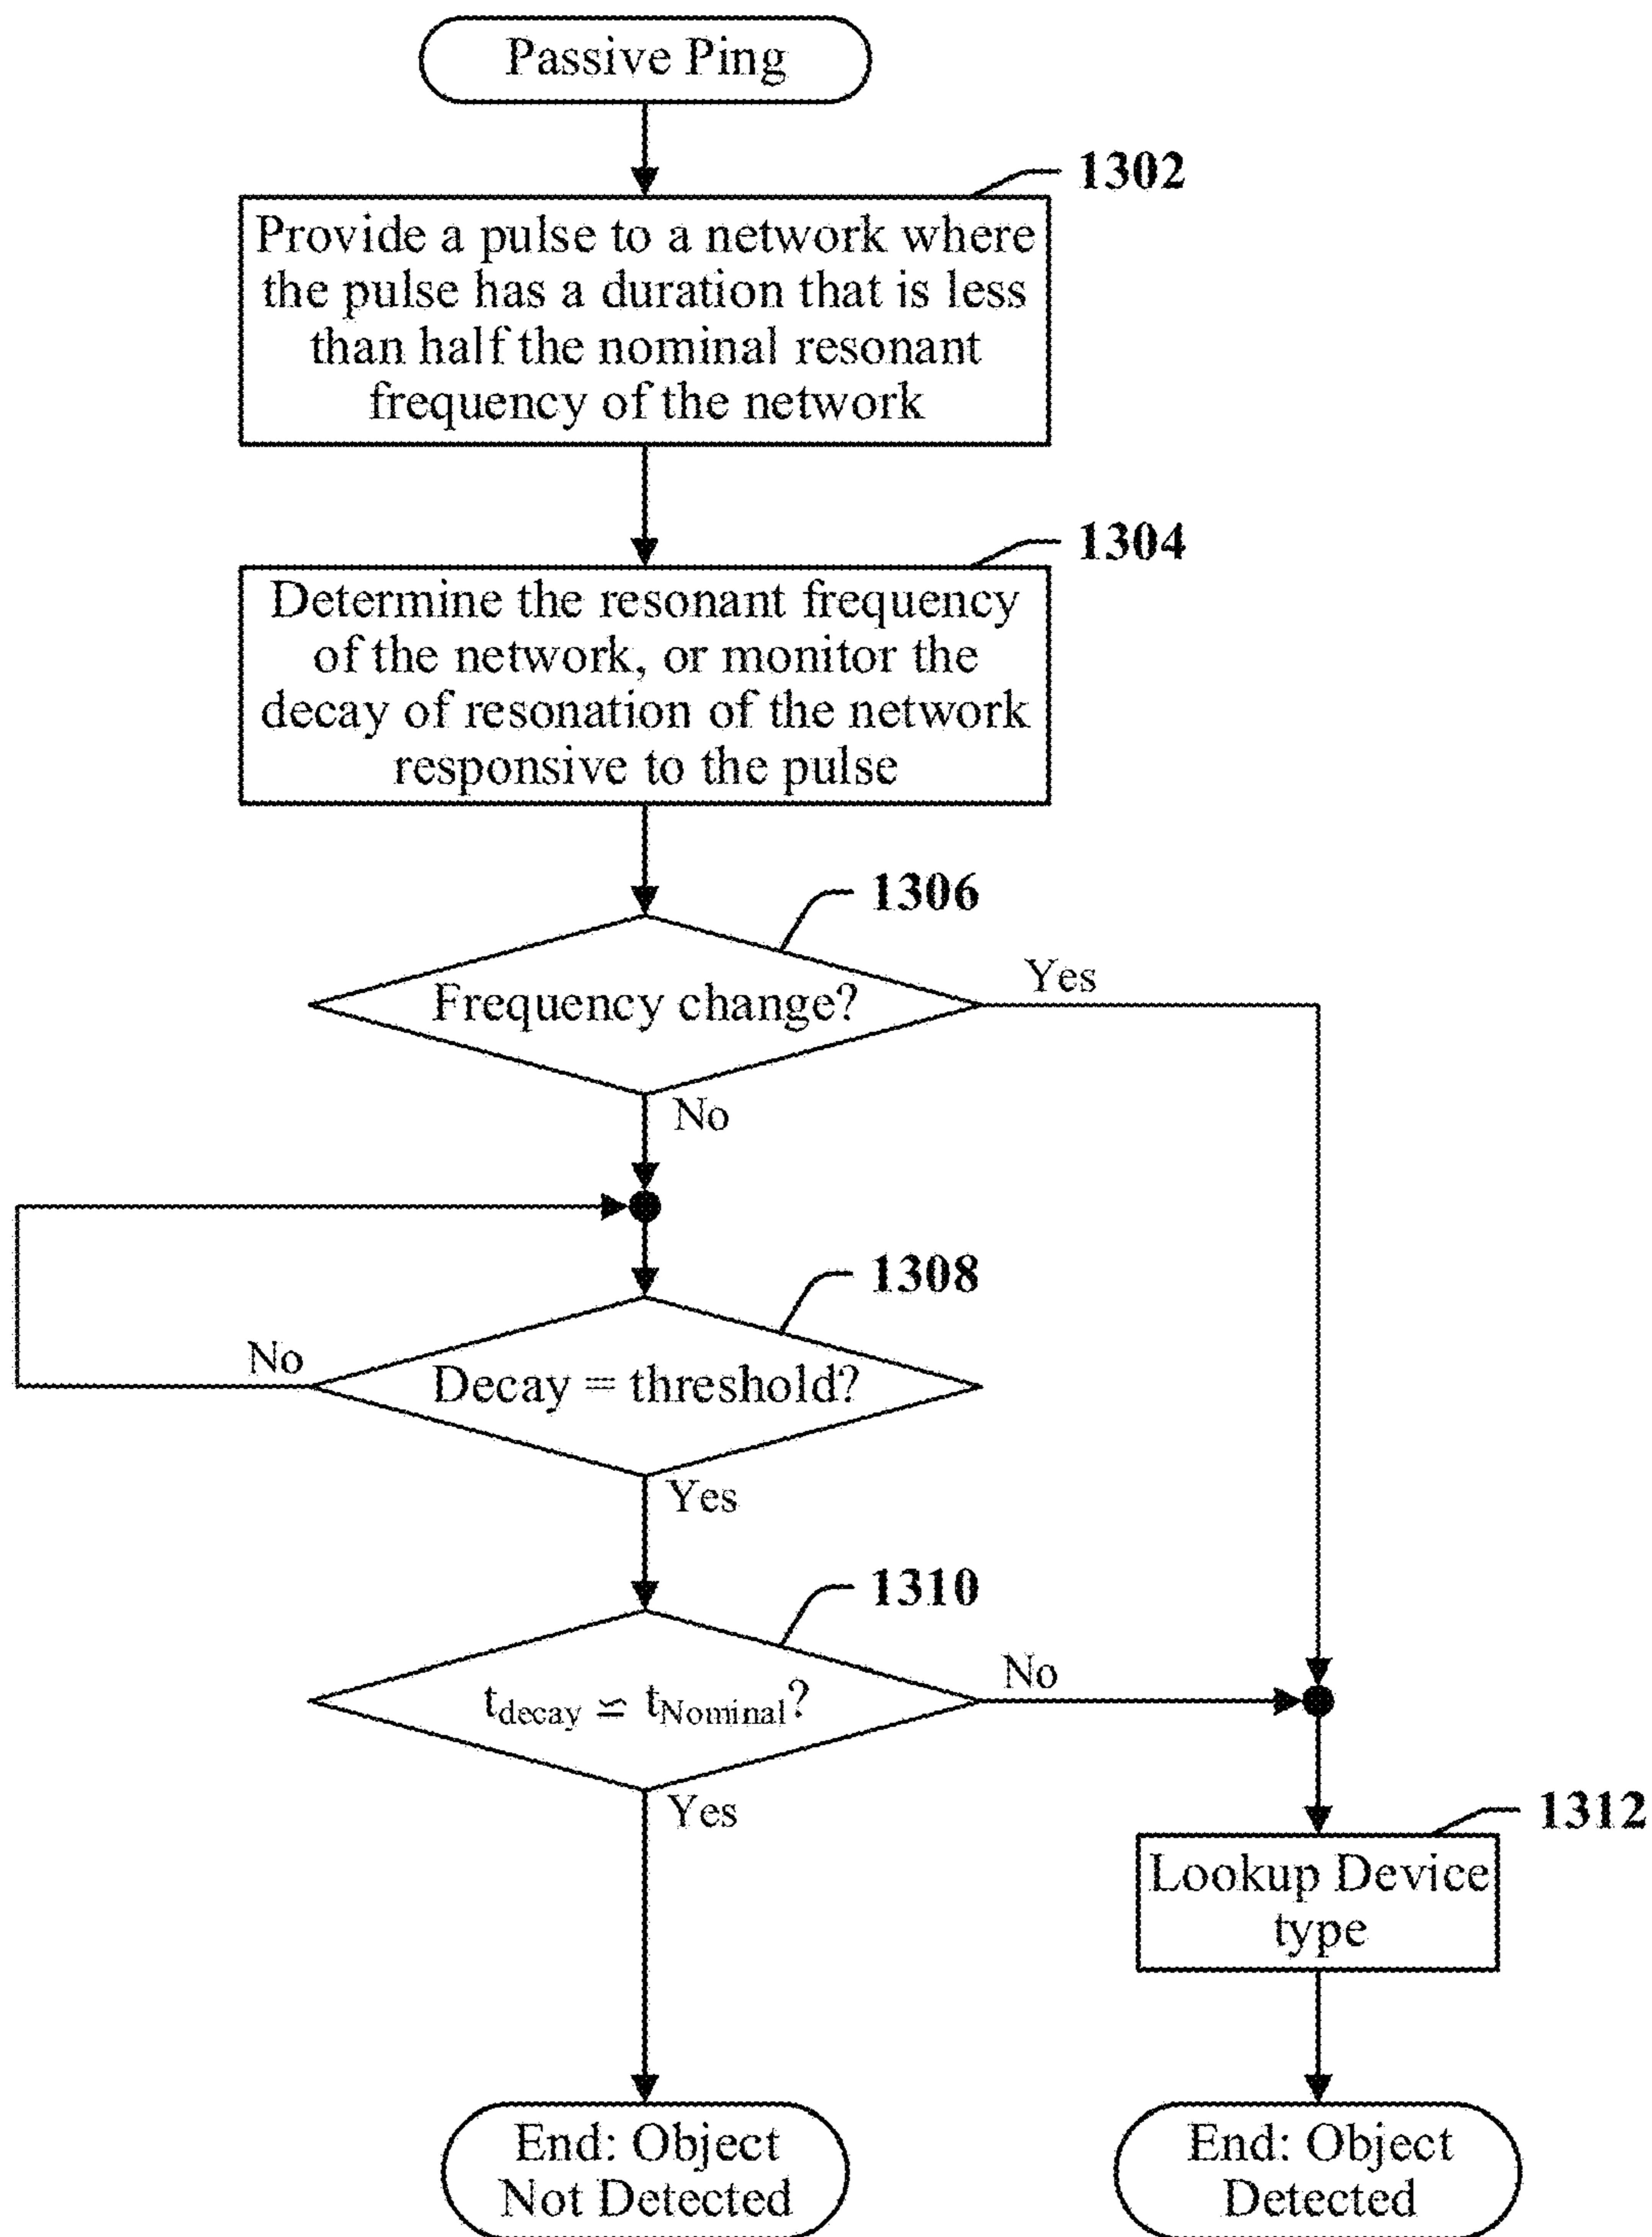 Passive Ping
1302
Provide a pulse to a network where
the pulse has a duration that is less
than half the nominal resonant
frequency of the network
1304
Determine the resonant frequency
of the network, or monitor the
decay of resonation of the network
responsive to the pulse
1306
Frequency change?
Yes
No
1308
Decay = threshold?
No
Yes
1310
tdecay ≌ tNominal?
No
Yes
1312
Lookup Device
type
End: Object
Not Detected
End: Object
Detected